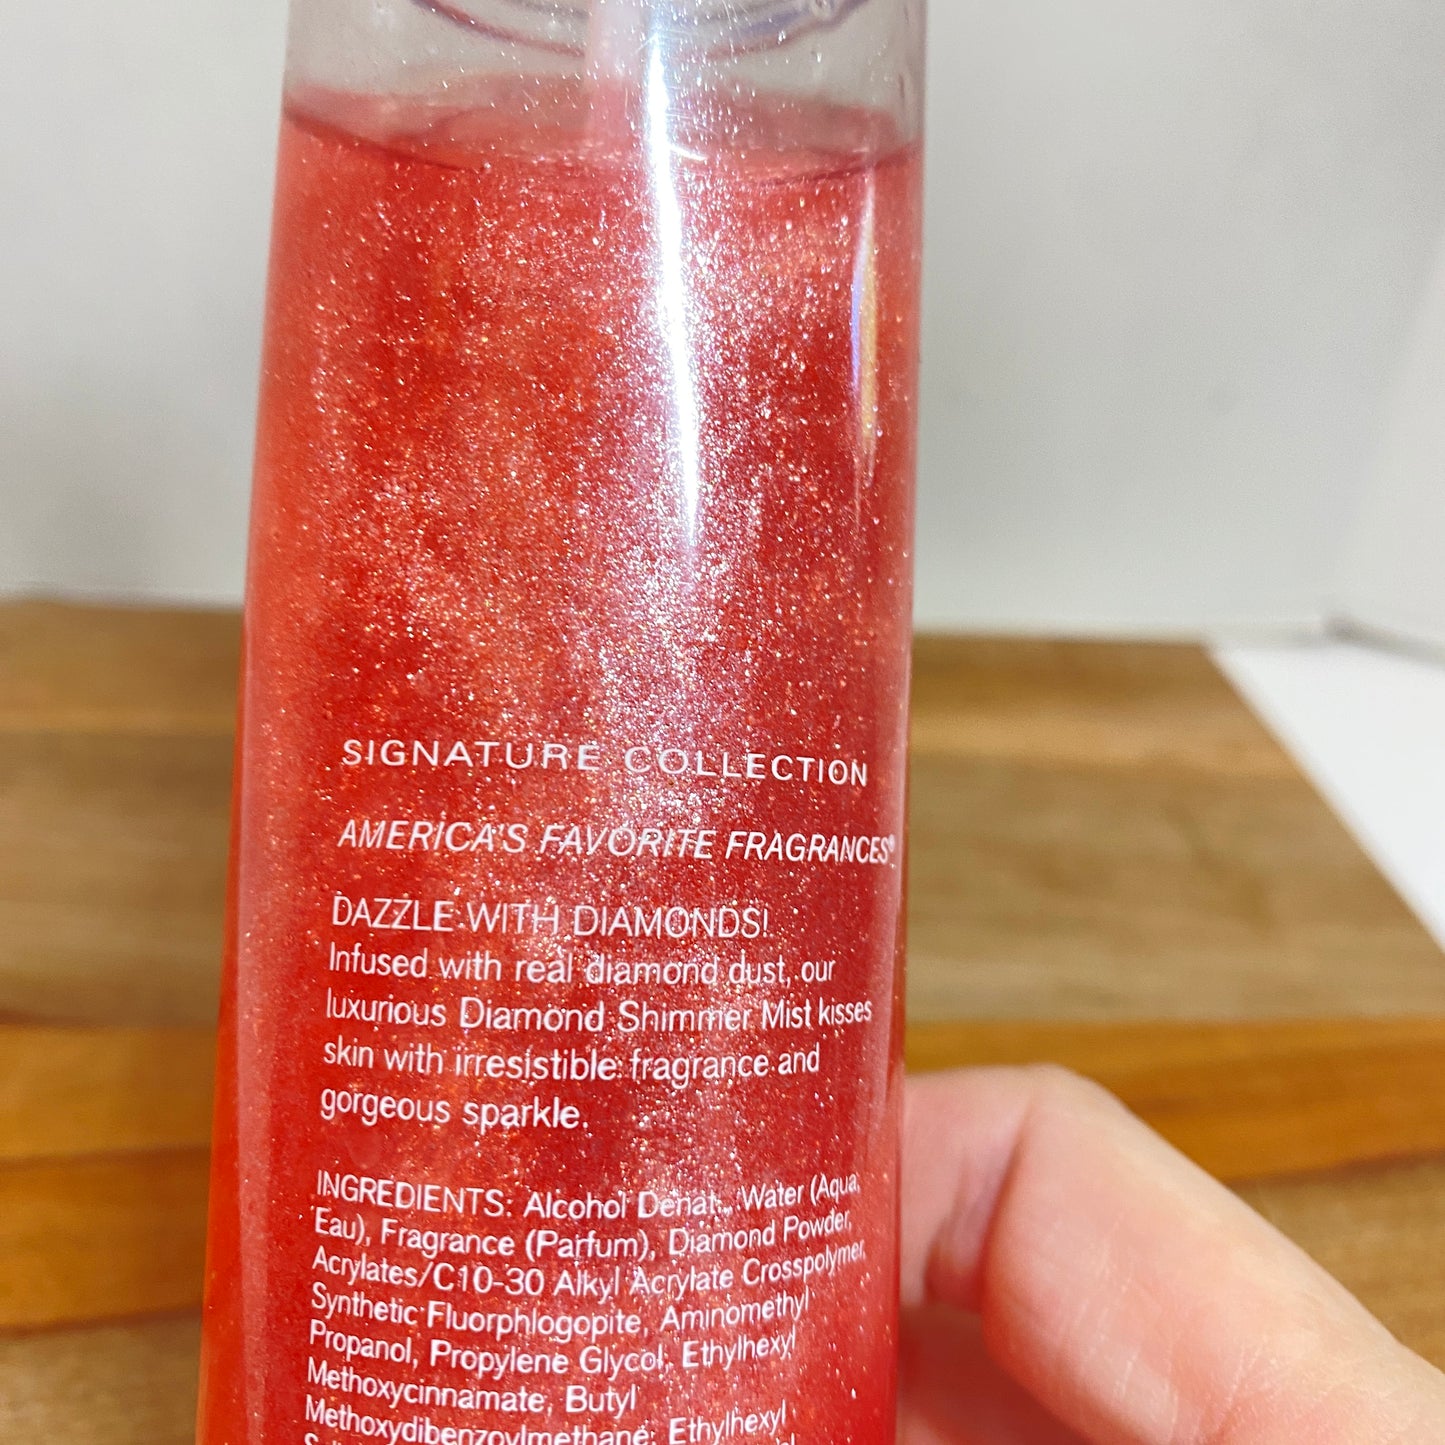 SIGNATURE COLLECTION
AMERICA'S FAVORITE FRAGRANCES®
DAZZLE WITH DIAMONDS!
Infused with real diamond dust, our
luxurious Diamond Shimmer Mist kisses
skin with irresistible fragrance and
gorgeous sparkle.
INGREDIENTS: Alcohol Denat., Water (Aqua,
Eau), Fragrance (Parfum), Diamond Powder,
Acrylates/C10-30 Alkyl Acrylate Crosspolymer,
Synthetic Fluorphlogopite, Aminomethyl
Propanol, Propylene Glycol, Ethylhexyl
Methoxycinnamate, Butyl
Methoxydibenzoylmethane, Ethylhexyl